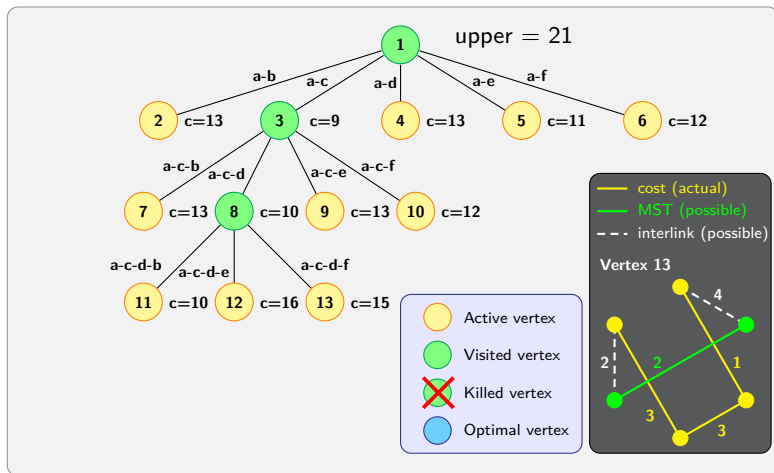 1 upper = 21
a-b a-c a-d a-e a-f
2 c=13 3 c=9 4 c=13 5 c=11 6 c=12
a-c-b a-c-d a-c-e a-c-f
7 c=13 8 c=10 9 c=13 10 c=12
a-c-d-b a-c-d-e a-c-d-f
11 c=10 12 c=16 13 c=15
Active vertex
Visited vertex
Killed vertex
Optimal vertex
cost (actual)
MST (possible)
interlink (possible)
Vertex 13
4
2 2 1
3 3